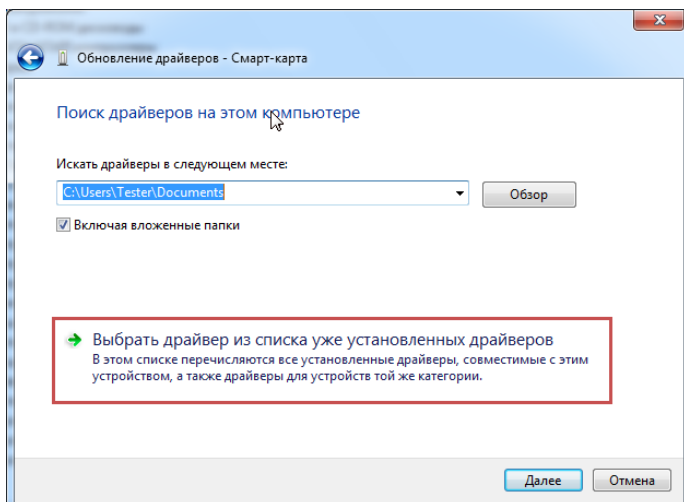 Обновление драйверов - Смарт-карта
Поиск драйверов на этом компьютере
Искать драйверы в следующем месте:
C:\Users\Tester\Documents
Обзор
Включая вложенные папки
Выбрать драйвер из списка уже установленных драйверов
В этом списке перечисляются все установленные драйверы, совместимые с этим
устройством, а также драйверы для устройств той же категории.
Далее
Отмена